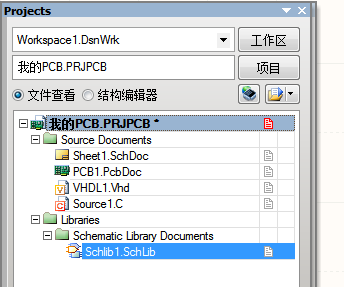 Projects
Workspace1.DsnWrk 工作区
我的PCB.PRJPCB 项目
文件查看 结构编辑器
我的PCB.PRJPCB *
Source Documents
Sheet1.SchDoc
PCB1.PcbDoc
VHDL1.Vhd
Source1.C
Libraries
Schematic Library Documents
Schlib1.SchLib